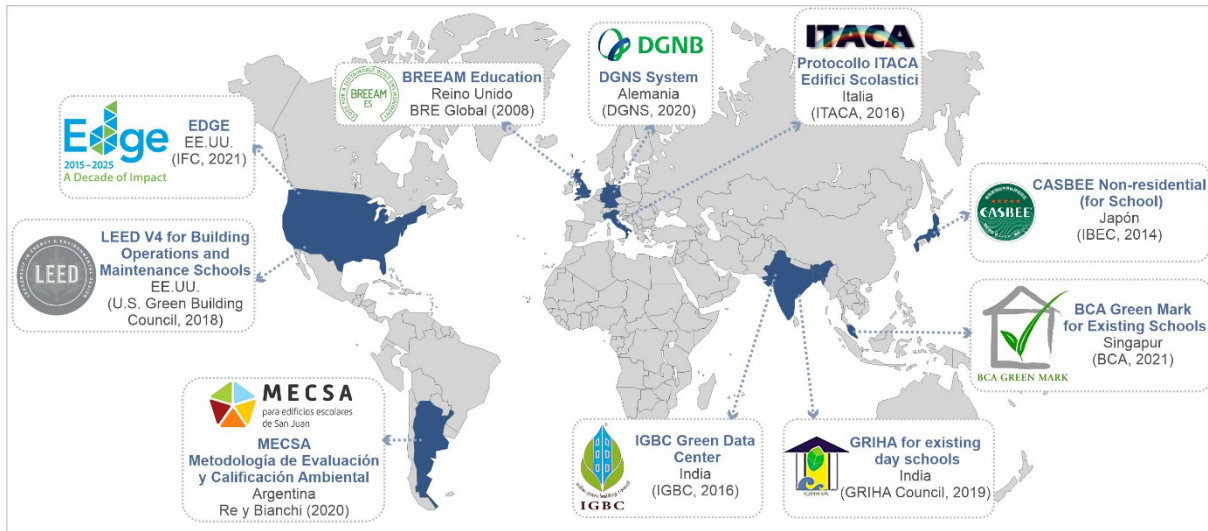 BREEAM Education
Reino Unido
BRE Global (2008)
BREEAM
ES
DGNB
DGNS System
Alemania
(DGNS, 2020)
ITACA
Protocollo ITACA
Edifici Scolastici
Italia
(ITACA, 2016)
Edge
2015-2025
A Decade of Impact
EDGE
EE.UU.
(IFC, 2021)
LEED
LEED V4 for Building
Operations and
Maintenance Schools
EE.UU.
(U.S. Green Building
Council, 2018)
CASBEE
CASBEE Non-residential
(for School)
Japón
(IBEC, 2014)
BCA GREEN MARK
BCA Green Mark
for Existing Schools
Singapur
(BCA, 2021)
MECSA
para edificios escolares
de San Juan
MECSA
Metodología de Evaluación
y Calificación Ambiental
Argentina
Re y Bianchi (2020)
IGBC
IGBC Green Data
Center
India
(IGBC, 2016)
GRIHA
GRIHA for existing
day schools
India
(GRIHA Council, 2019)